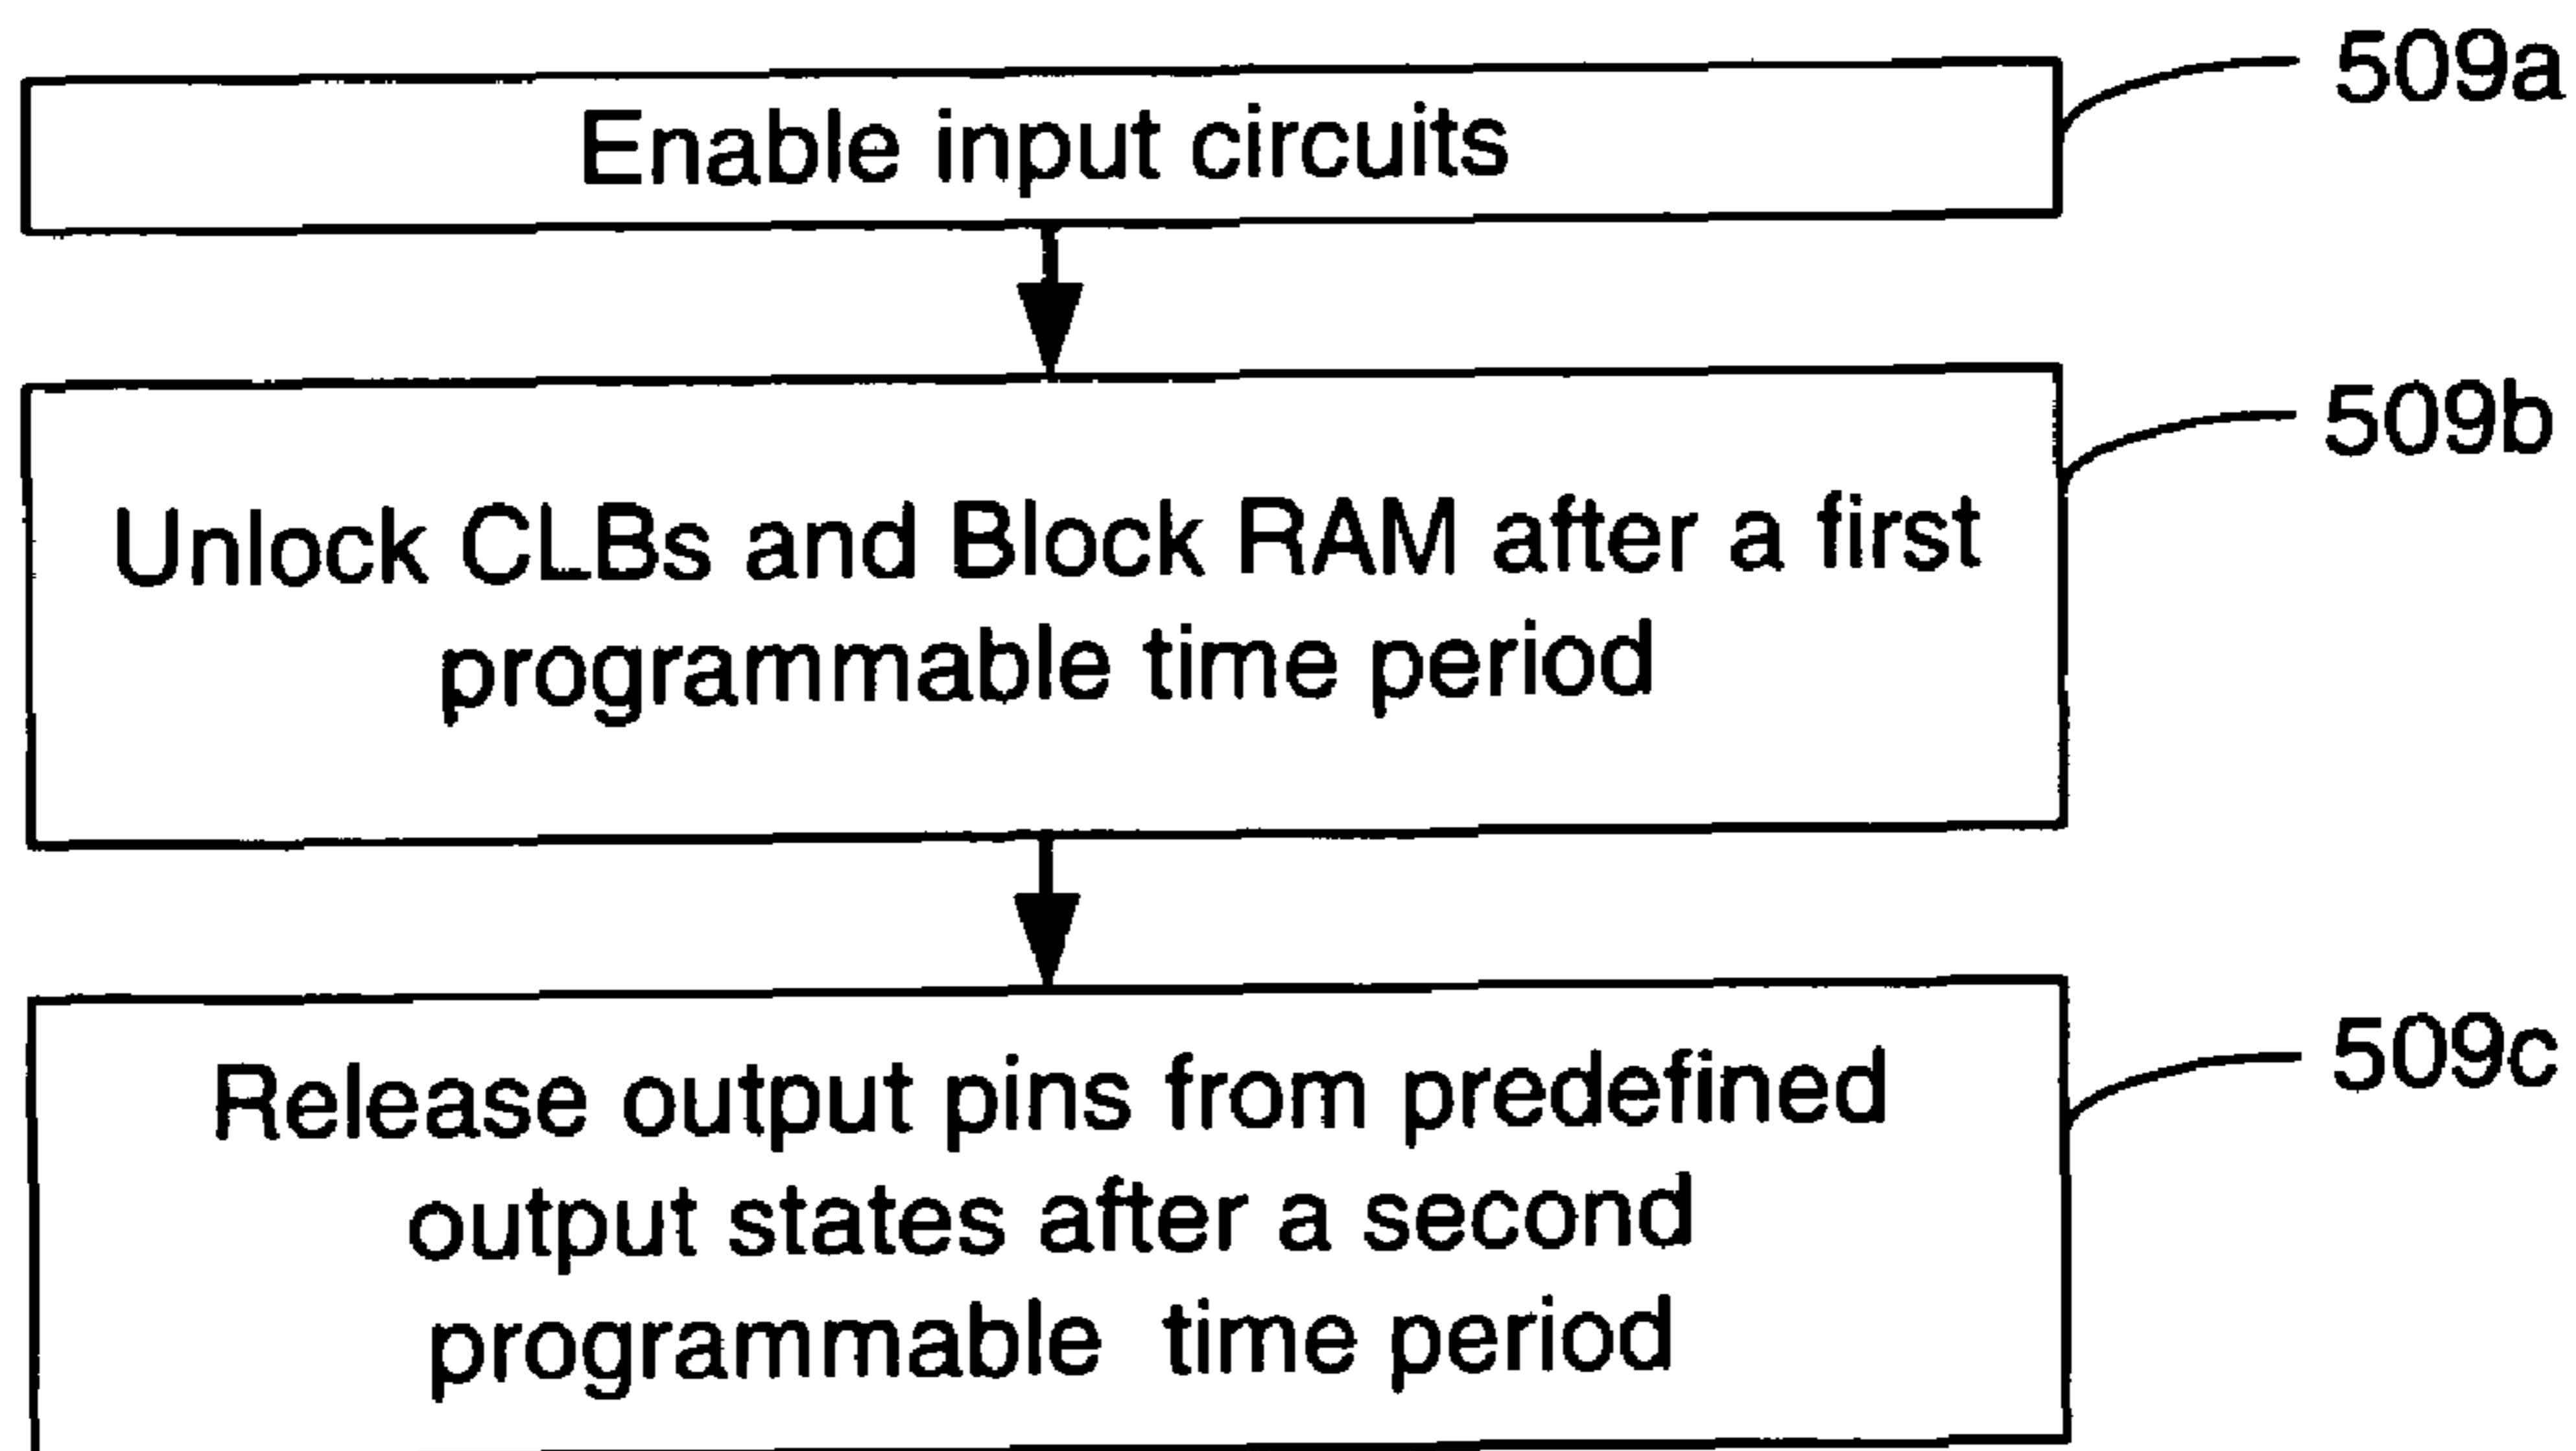 509a
Enable input circuits
509b
Unlock CLBs and Block RAM after a first
programmable time period
509c
Release output pins from predefined
output states after a second
programmable time period